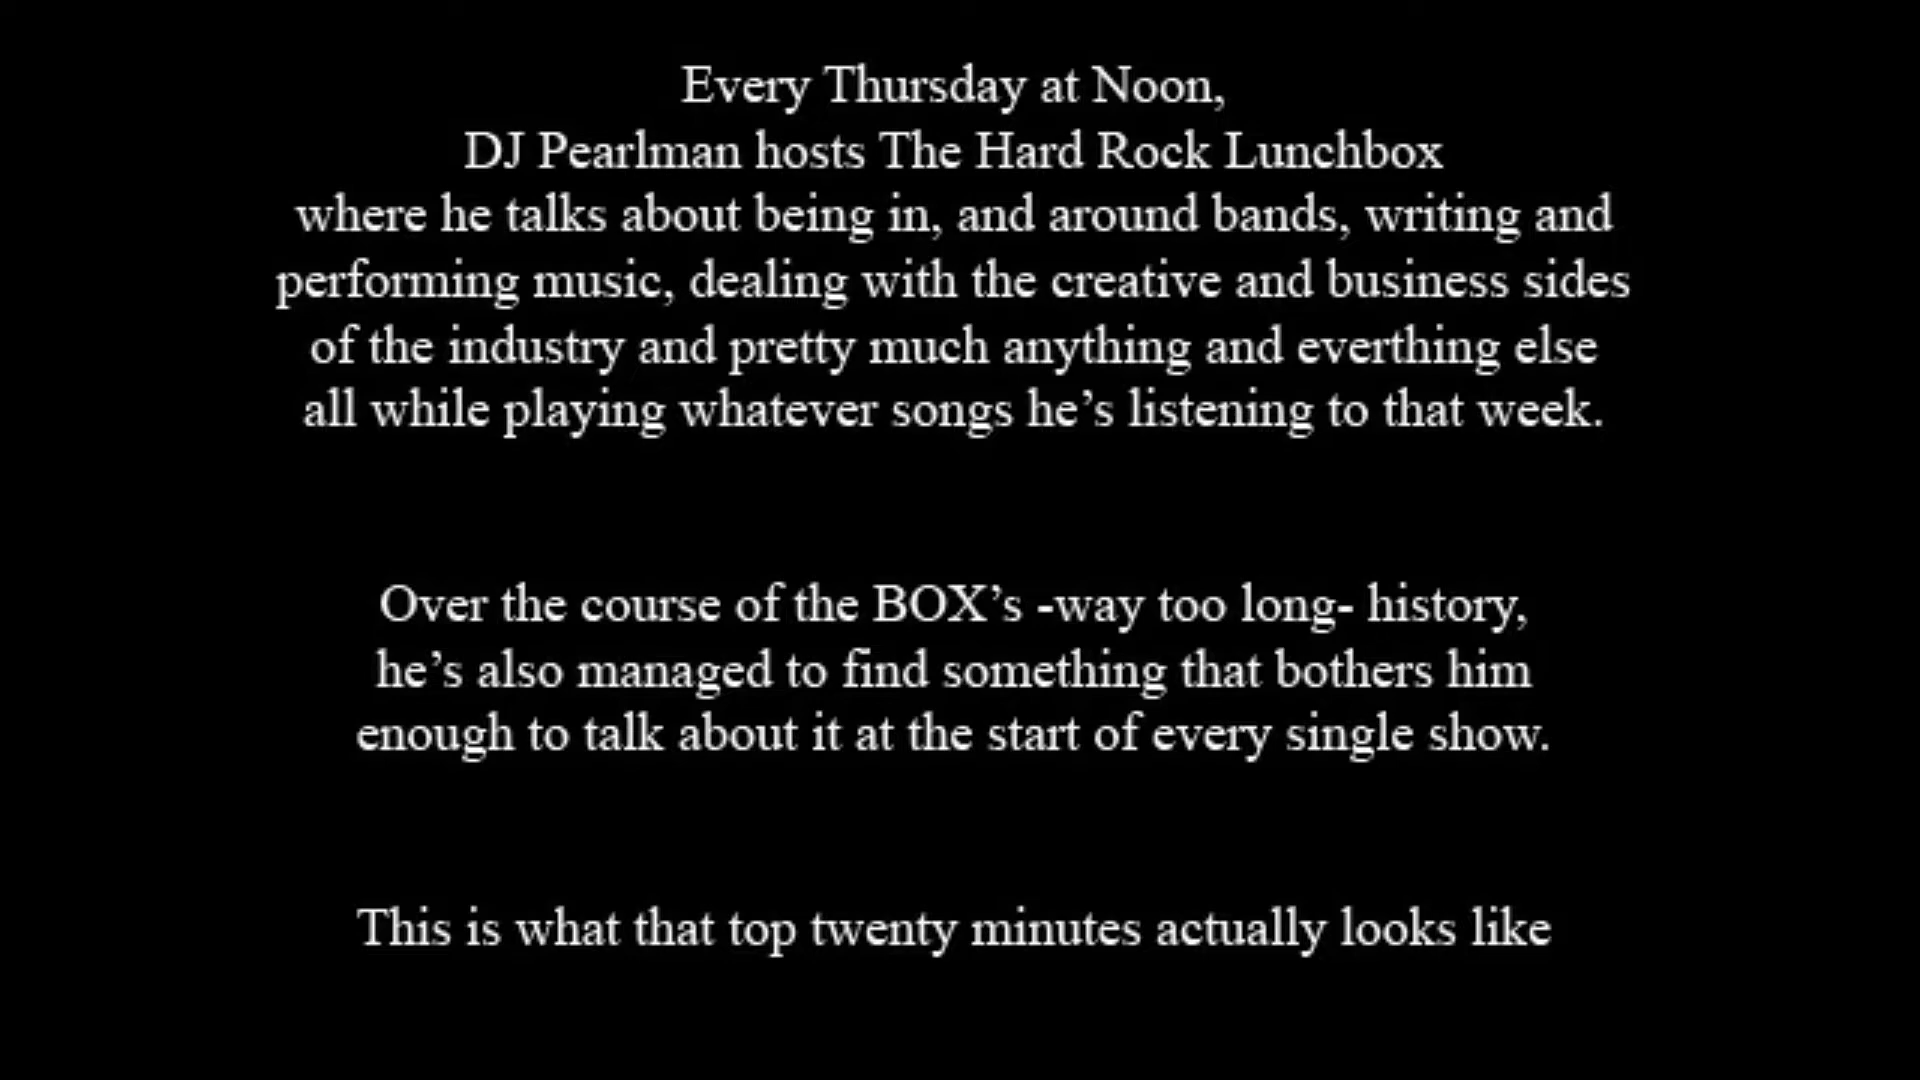 Every Thursday at Noon,
DJ Pearlman hosts The Hard Rock Lunchbox
where he talks about being in, and around bands, writing and
performing music, dealing with the creative and business sides
of the industry and pretty much anything and everthing else
all while playing whatever songs he’s listening to that week.
Over the course of the BOX’s -way too long- history,
he’s also managed to find something that bothers him
enough to talk about it at the start of every single show.
This is what that top twenty minutes actually looks like